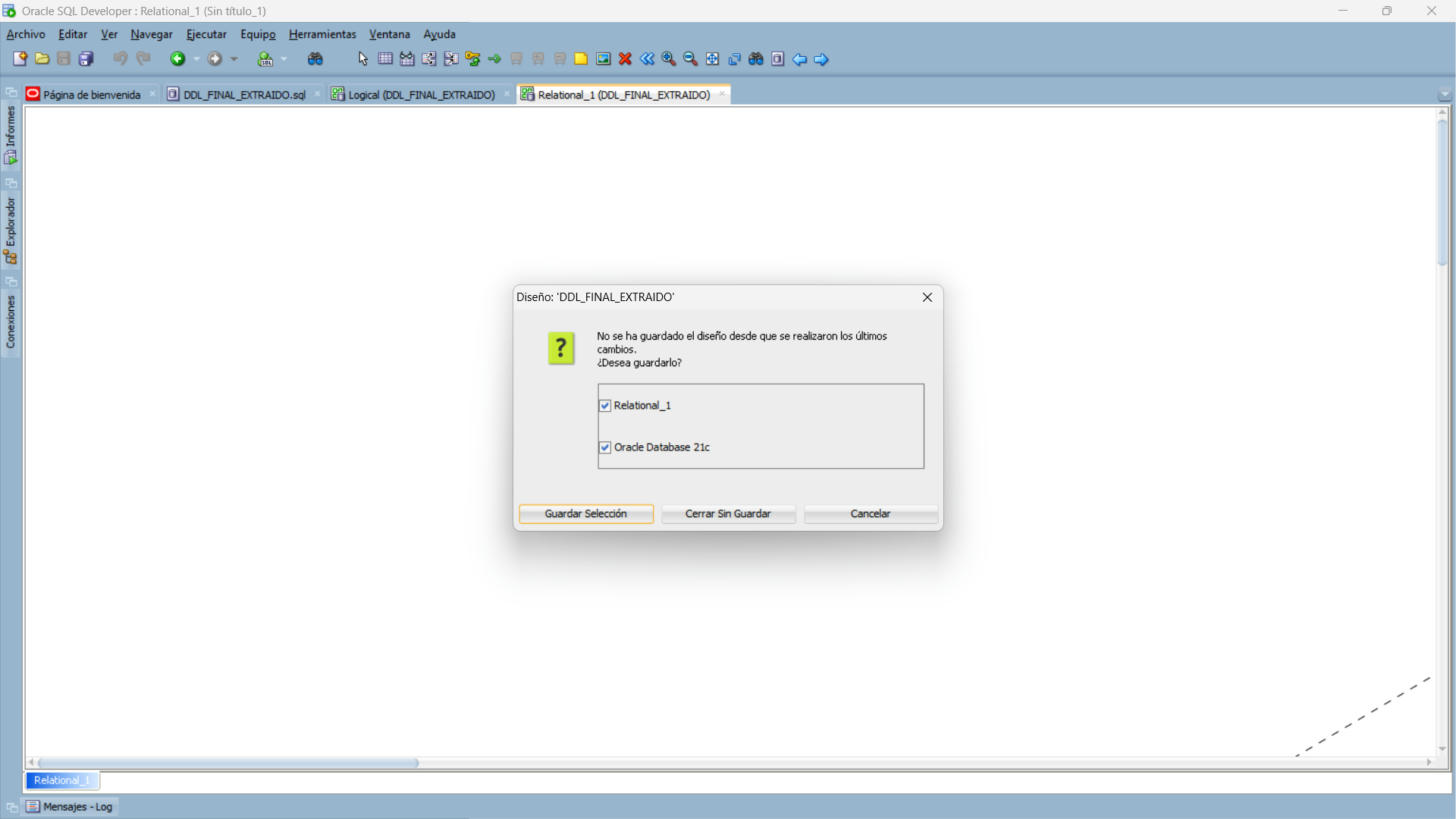 Oracle SQL Developer : Relational_1 (Sin título_1)
Archivo Editar Ver Navegar Ejecutar Equipo Herramientas Ventana Ayuda
Página de bienvenida DDL_FINAL_EXTRAIDO.sql Logical (DDL_FINAL_EXTRAIDO) Relational_1 (DDL_FINAL_EXTRAIDO)
Informes
Explorador
Conexiones
Diseño: 'DDL_FINAL_EXTRAIDO'
No se ha guardado el diseño desde que se realizaron los últimos
cambios.
¿Desea guardarlo?
Relational_1
Oracle Database 21c
Guardar Selección Cerrar Sin Guardar Cancelar
Relational_1
Mensajes - Log